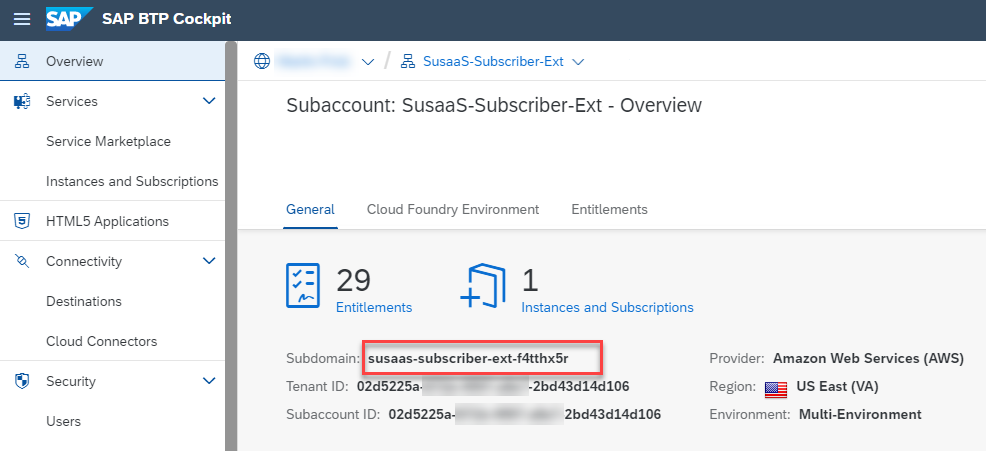 SAP SAP BTP Cockpit
Overview
Services
Service Marketplace
Instances and Subscriptions
HTML5 Applications
Connectivity
Destinations
Cloud Connectors
Security
Users
SusaaS-Subscriber-Ext
Subaccount: SusaaS-Subscriber-Ext - Overview
General Cloud Foundry Environment Entitlements
29 Entitlements
1 Instances and Subscriptions
Subdomain: susaas-subscriber-ext-f4tthx5r
Tenant ID: 02d5225a- -2bd43d14d106
Subaccount ID: 02d5225a- 2bd43d14d106
Provider: Amazon Web Services (AWS)
Region: US East (VA)
Environment: Multi-Environment